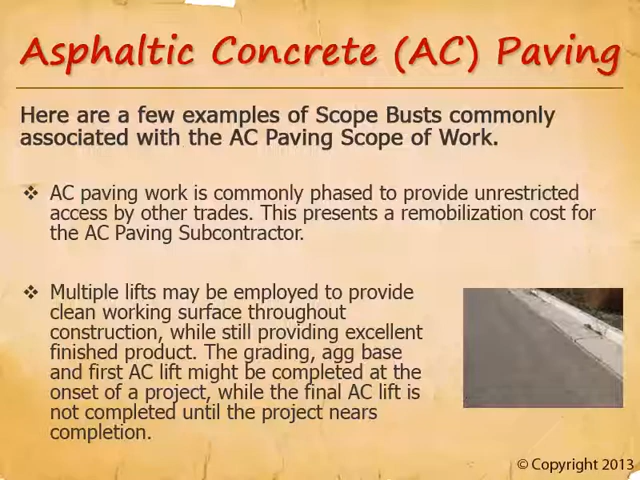 Asphaltic Concrete (AC) Paving
Here are a few examples of Scope Busts commonly
associated with the AC Paving Scope of Work.
AC paving work is commonly phased to provide unrestricted
access by other trades. This presents a remobilization cost for
the AC Paving Subcontractor.
Multiple lifts may be employed to provide
clean working surface throughout
construction, while still providing excellent
finished product. The grading, agg base
and first AC lift might be completed at the
onset of a project, while the final AC lift is
not completed until the project nears
completion.
© Copyright 2013